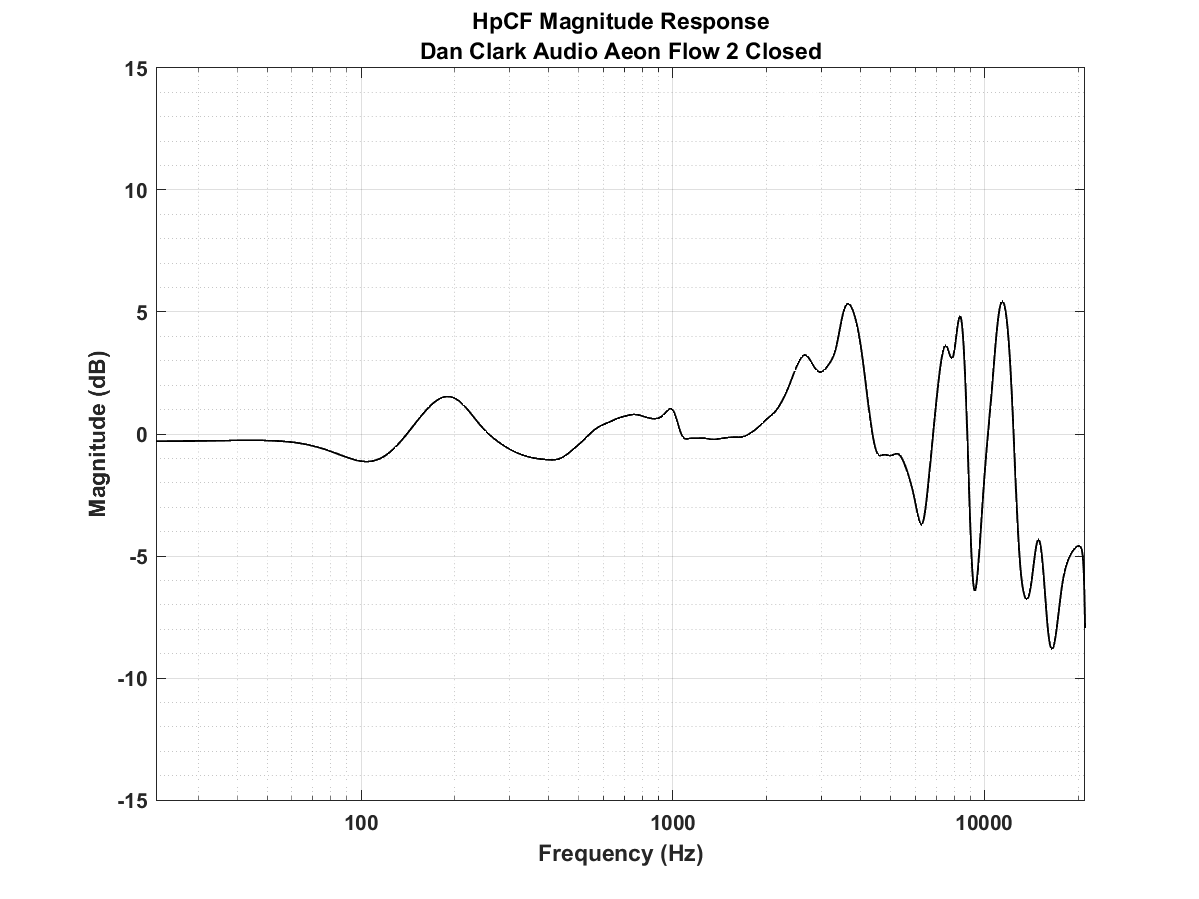 HpCF Magnitude Response
Dan Clark Audio Aeon Flow 2 Closed
15
10
5
0
-5
-10
-15
Magnitude (dB)
100 1000 10000
Frequency (Hz)